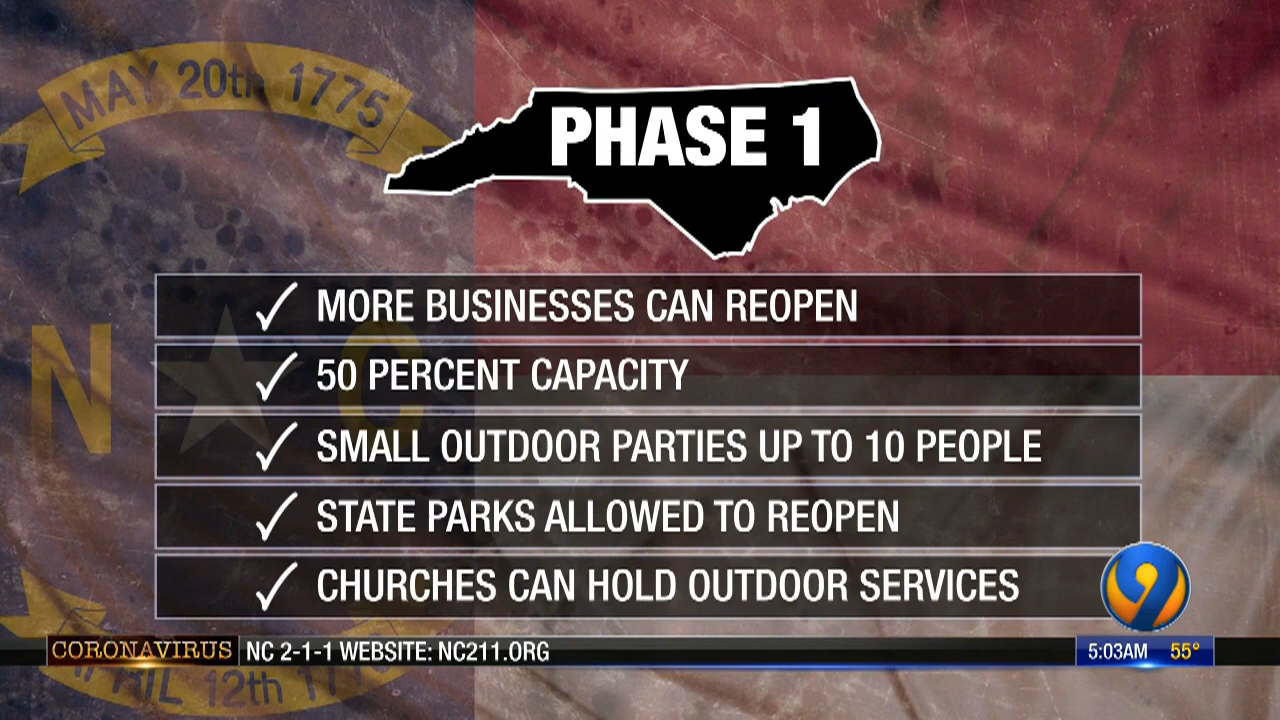 MAY 20th 1775
PHASE 1
MORE BUSINESSES CAN REOPEN
50 PERCENT CAPACITY
N C
SMALL OUTDOOR PARTIES UP TO 10 PEOPLE
STATE PARKS ALLOWED TO REOPEN
CHURCHES CAN HOLD OUTDOOR SERVICES
9
CORONAVIRUS NC 2-1-1 WEBSITE: NC211.ORG 5:03AM 55°
12th